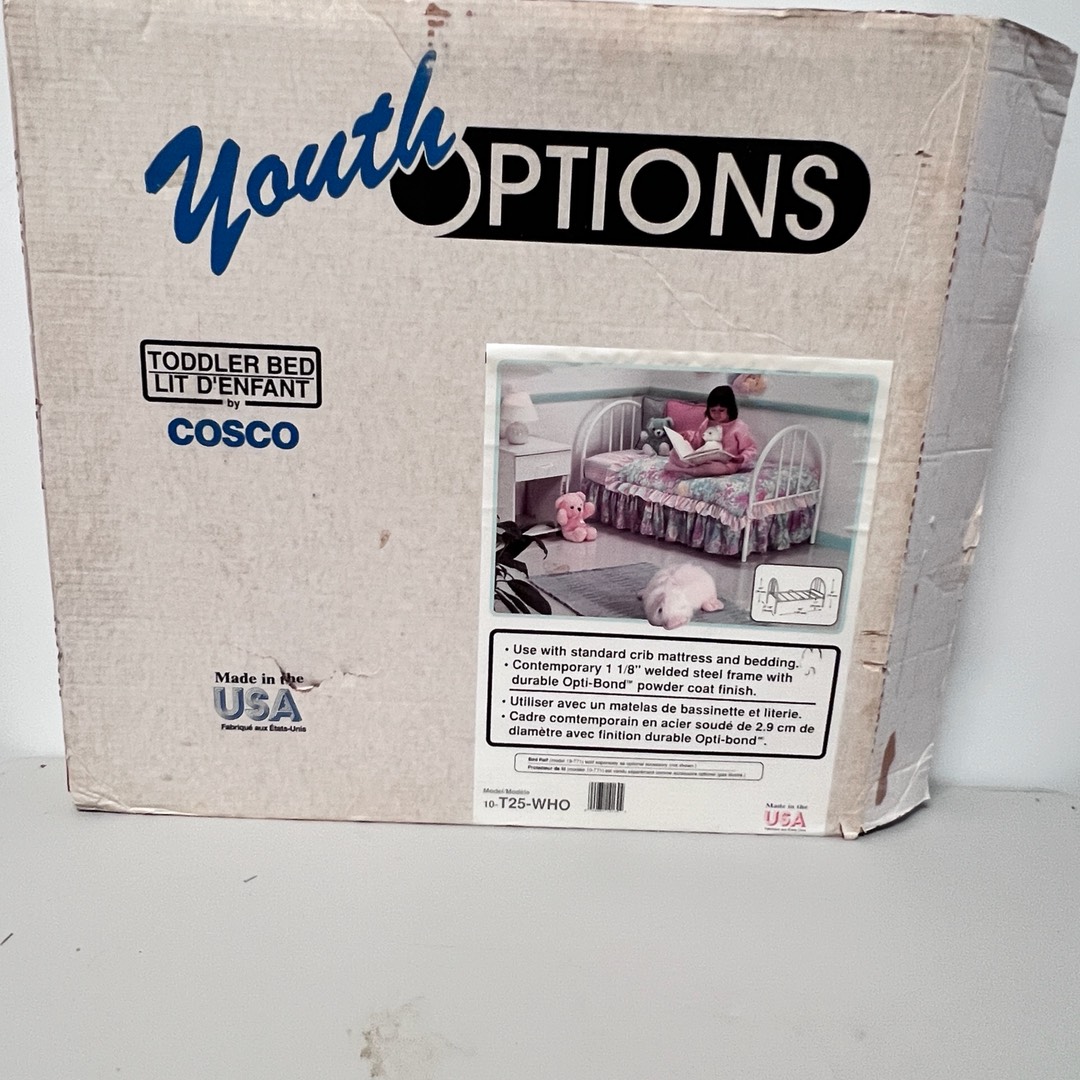 Youth OPTIONS
TODDLER BED
LIT D'ENFANT
by
COSCO
Made in the
USA
Fabriqué aux États-Unis
• Use with standard crib mattress and bedding.
• Contemporary 1 1/8" welded steel frame with
durable Opti-Bond™ powder coat finish.
• Utiliser avec un matelas de bassinette et literie.
• Cadre comtemporain en acier soudé de 2.9 cm de
diamètre avec finition durable Opti-bond
Model/Modèle
10-T25-WHO
Made in the
USA